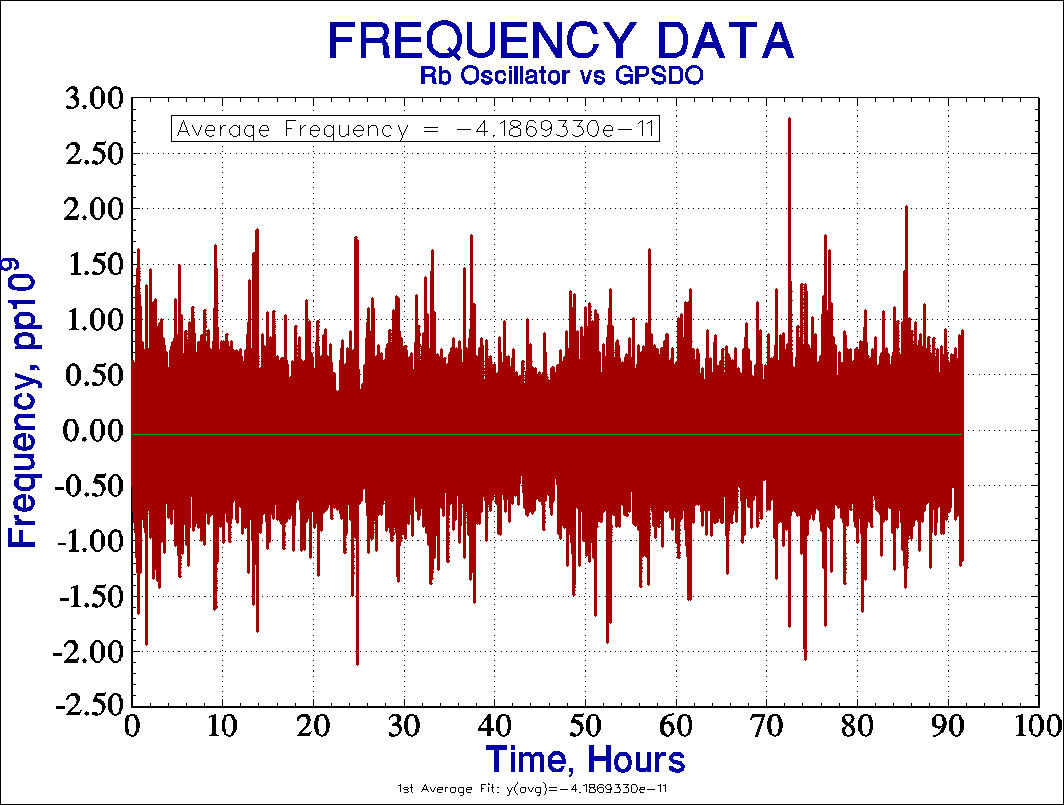 FREQUENCY DATA
Rb Oscillator vs GPSDO
Average Frequency = −4.1869330e−11
Frequency, pp10⁹
3.00
2.50
2.00
1.50
1.00
0.50
0.00
-0.50
-1.00
-1.50
-2.00
-2.50
0 10 20 30 40 50 60 70 80 90 100
Time, Hours
1st Average Fit: y(avg)=−4.1869330e−11